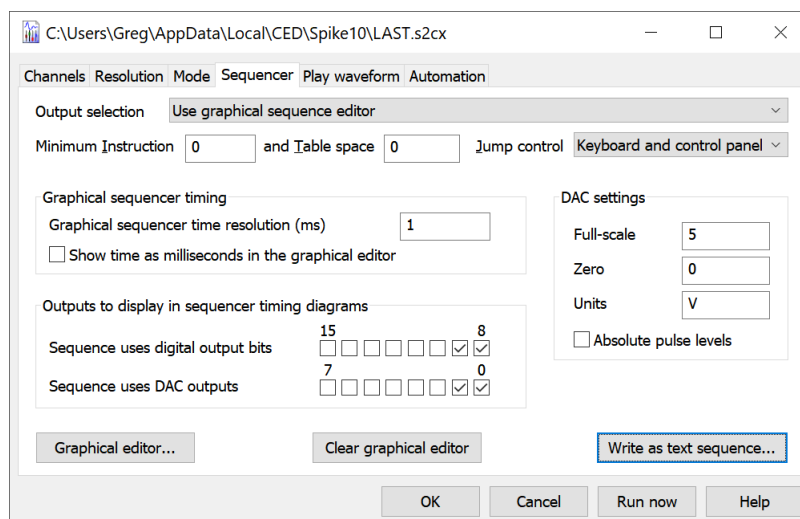 C:\Users\Greg\AppData\Local\CED\Spike10\LAST.s2cx
Channels Resolution Mode Sequencer Play waveform Automation
Output selection Use graphical sequence editor
Minimum Instruction 0 and Table space 0 Jump control Keyboard and control panel
Graphical sequencer timing
Graphical sequencer time resolution (ms) 1
Show time as milliseconds in the graphical editor
DAC settings
Full-scale 5
Zero 0
Units V
Absolute pulse levels
Outputs to display in sequencer timing diagrams
15 8
Sequence uses digital output bits
7 0
Sequence uses DAC outputs
Graphical editor... Clear graphical editor Write as text sequence...
OK Cancel Run now Help